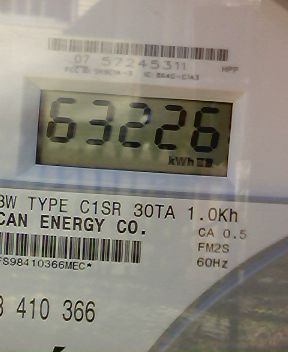 07 57245311
HPP
63226
kWh
3W TYPE C1SR 30TA 1.0Kh
CAN ENERGY CO.
CA 0.5
FM2S
60Hz
FS98410366MEC*
3 410 366